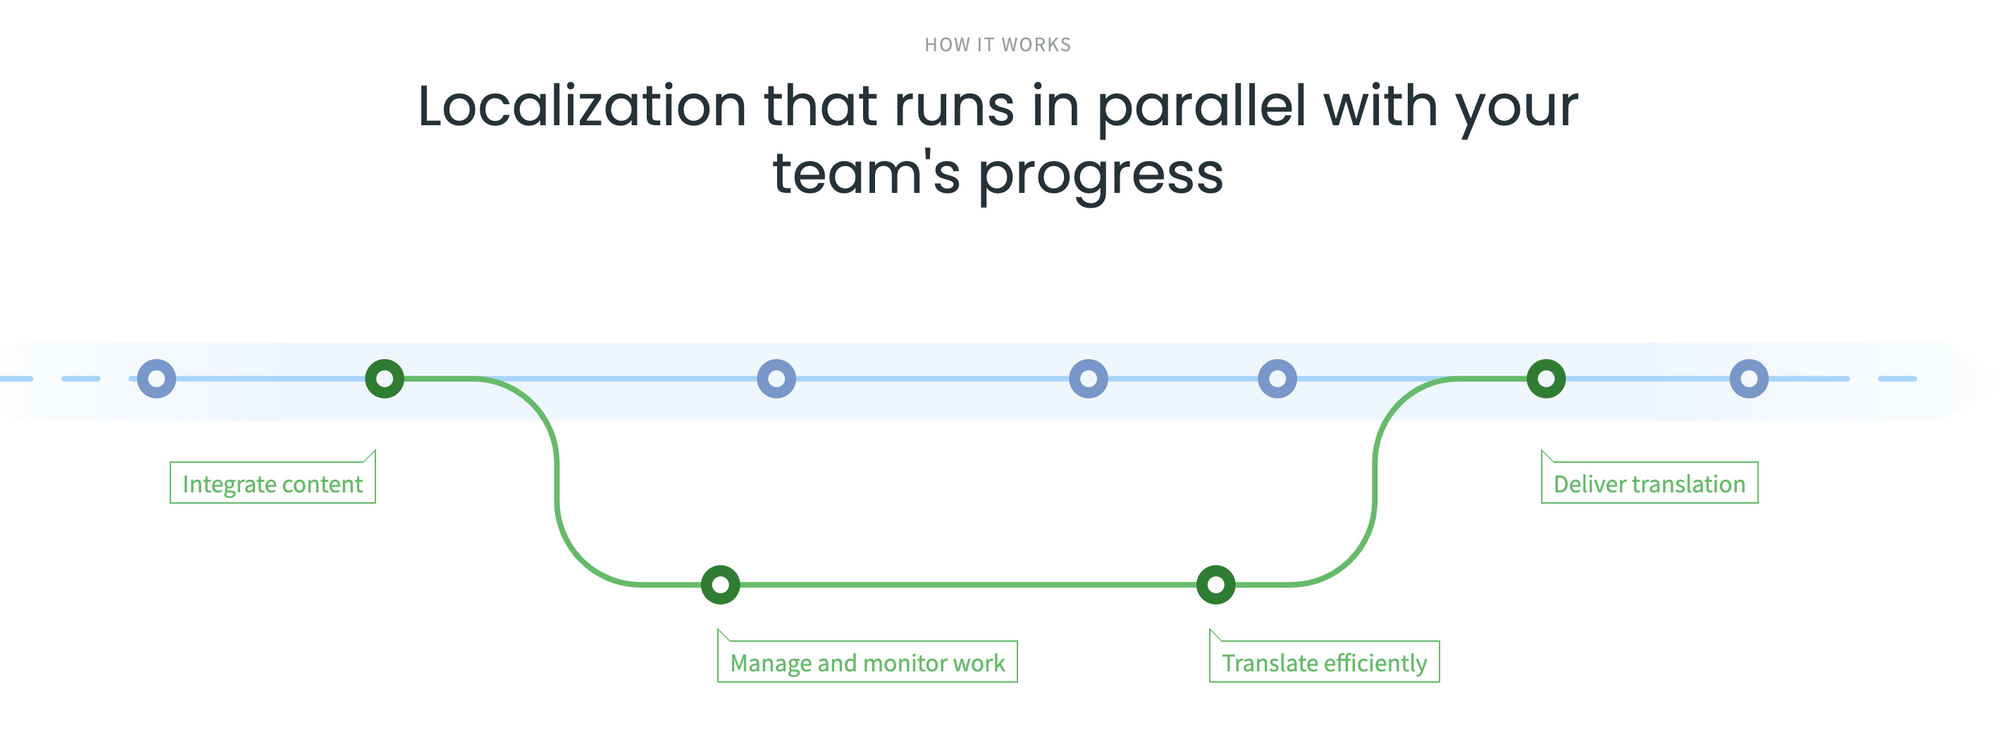 HOW IT WORKS
Localization that runs in parallel with your
team's progress
Integrate content
Deliver translation
Manage and monitor work
Translate efficiently